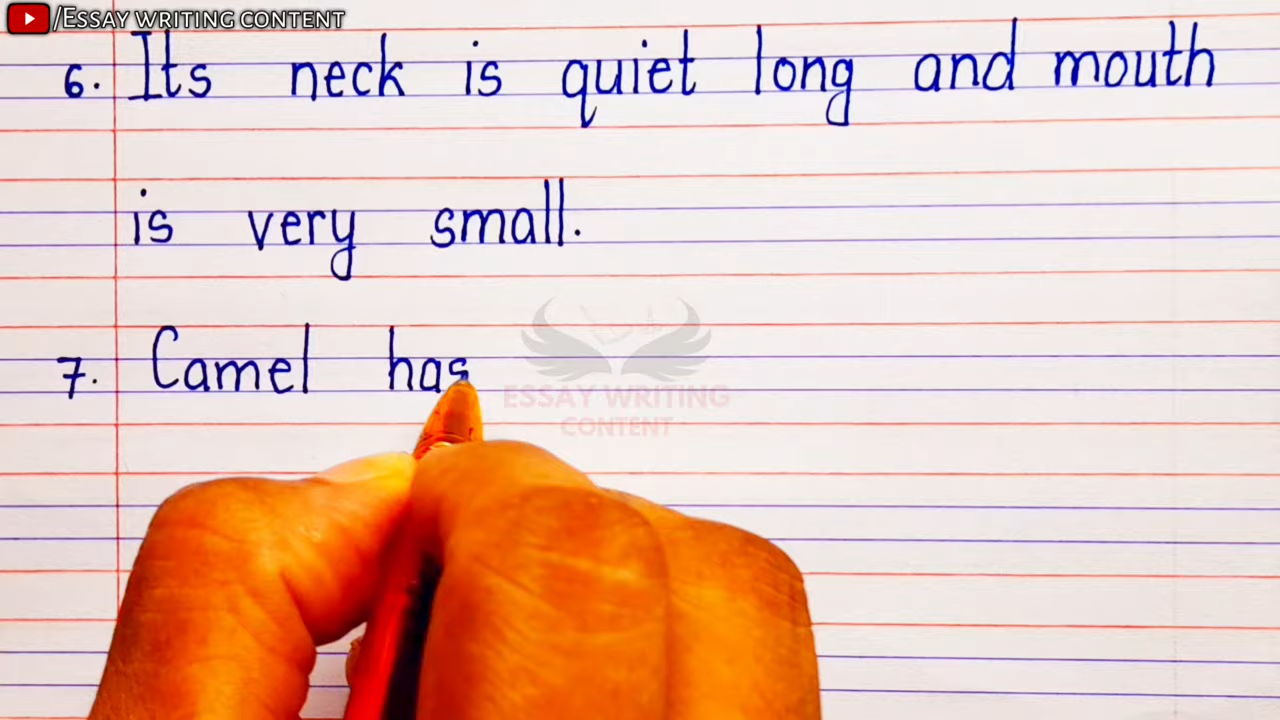 /Essay writing content
6. Its neck is quiet long and mouth
is very small.
7. Camel has
ESSAY WRITING
CONTENT